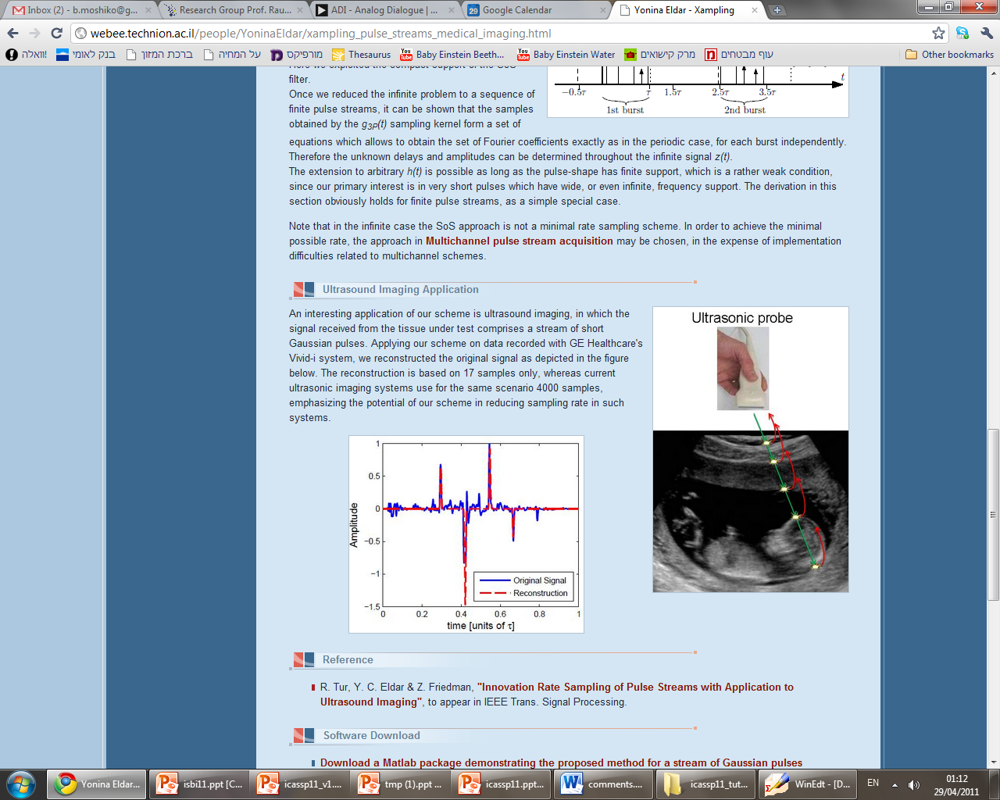 Inbox (2) - b.moshiko@g...
Research Group Prof. Rau...
ADI - Analog Dialogue | ...
Google Calendar
Yonina Eldar - Xampling
webee.technion.ac.il/people/YoninaEldar/xampling_pulse_streams_medical_imaging.html
וואלה!
בנק לאומי
ברכת המזון
על המחיה
מורפיקס
Thesaurus
Baby Einstein Beeth...
Baby Einstein Water
מרק קישואים
עוף מבטחים
Other bookmarks
Here we exploited the compact support of the SoS
filter.
Once we reduced the infinite problem to a sequence of
finite pulse streams, it can be shown that the samples
obtained by the g3P(t) sampling kernel form a set of
−0.5τ τ 1.5τ 2.5τ 3.5τ t
1st burst 2nd burst
equations which allows to obtain the set of Fourier coefficients exactly as in the periodic case, for each burst independently.
Therefore the unknown delays and amplitudes can be determined throughout the infinite signal z(t).
The extension to arbitrary h(t) is possible as long as the pulse-shape has finite support, which is a rather weak condition,
since our primary interest is in very short pulses which have wide, or even infinite, frequency support. The derivation in this
section obviously holds for finite pulse streams, as a simple special case.
Note that in the infinite case the SoS approach is not a minimal rate sampling scheme. In order to achieve the minimal
possible rate, the approach in Multichannel pulse stream acquisition may be chosen, in the expense of implementation
difficulties related to multichannel schemes.
Ultrasound Imaging Application
An interesting application of our scheme is ultrasound imaging, in which the
signal received from the tissue under test comprises a stream of short
Gaussian pulses. Applying our scheme on data recorded with GE Healthcare's
Vivid-i system, we reconstructed the original signal as depicted in the figure
below. The reconstruction is based on 17 samples only, whereas current
ultrasonic imaging systems use for the same scenario 4000 samples,
emphasizing the potential of our scheme in reducing sampling rate in such
systems.
Ultrasonic probe
1
0.5
0
−0.5
−1
−1.5
Amplitude
Original Signal
Reconstruction
0 0.2 0.4 0.6 0.8 1
time [units of τ]
Reference
R. Tur, Y. C. Eldar & Z. Friedman, "Innovation Rate Sampling of Pulse Streams with Application to
Ultrasound Imaging", to appear in IEEE Trans. Signal Processing.
Software Download
Download a Matlab package demonstrating the proposed method for a stream of Gaussian pulses
Yonina Eldar...
isbi11.ppt [C...
icassp11_v1....
tmp (1).ppt ...
icassp11.ppt...
comments....
icassp11_tut...
WinEdt - [D...
EN
01:12
29/04/2011